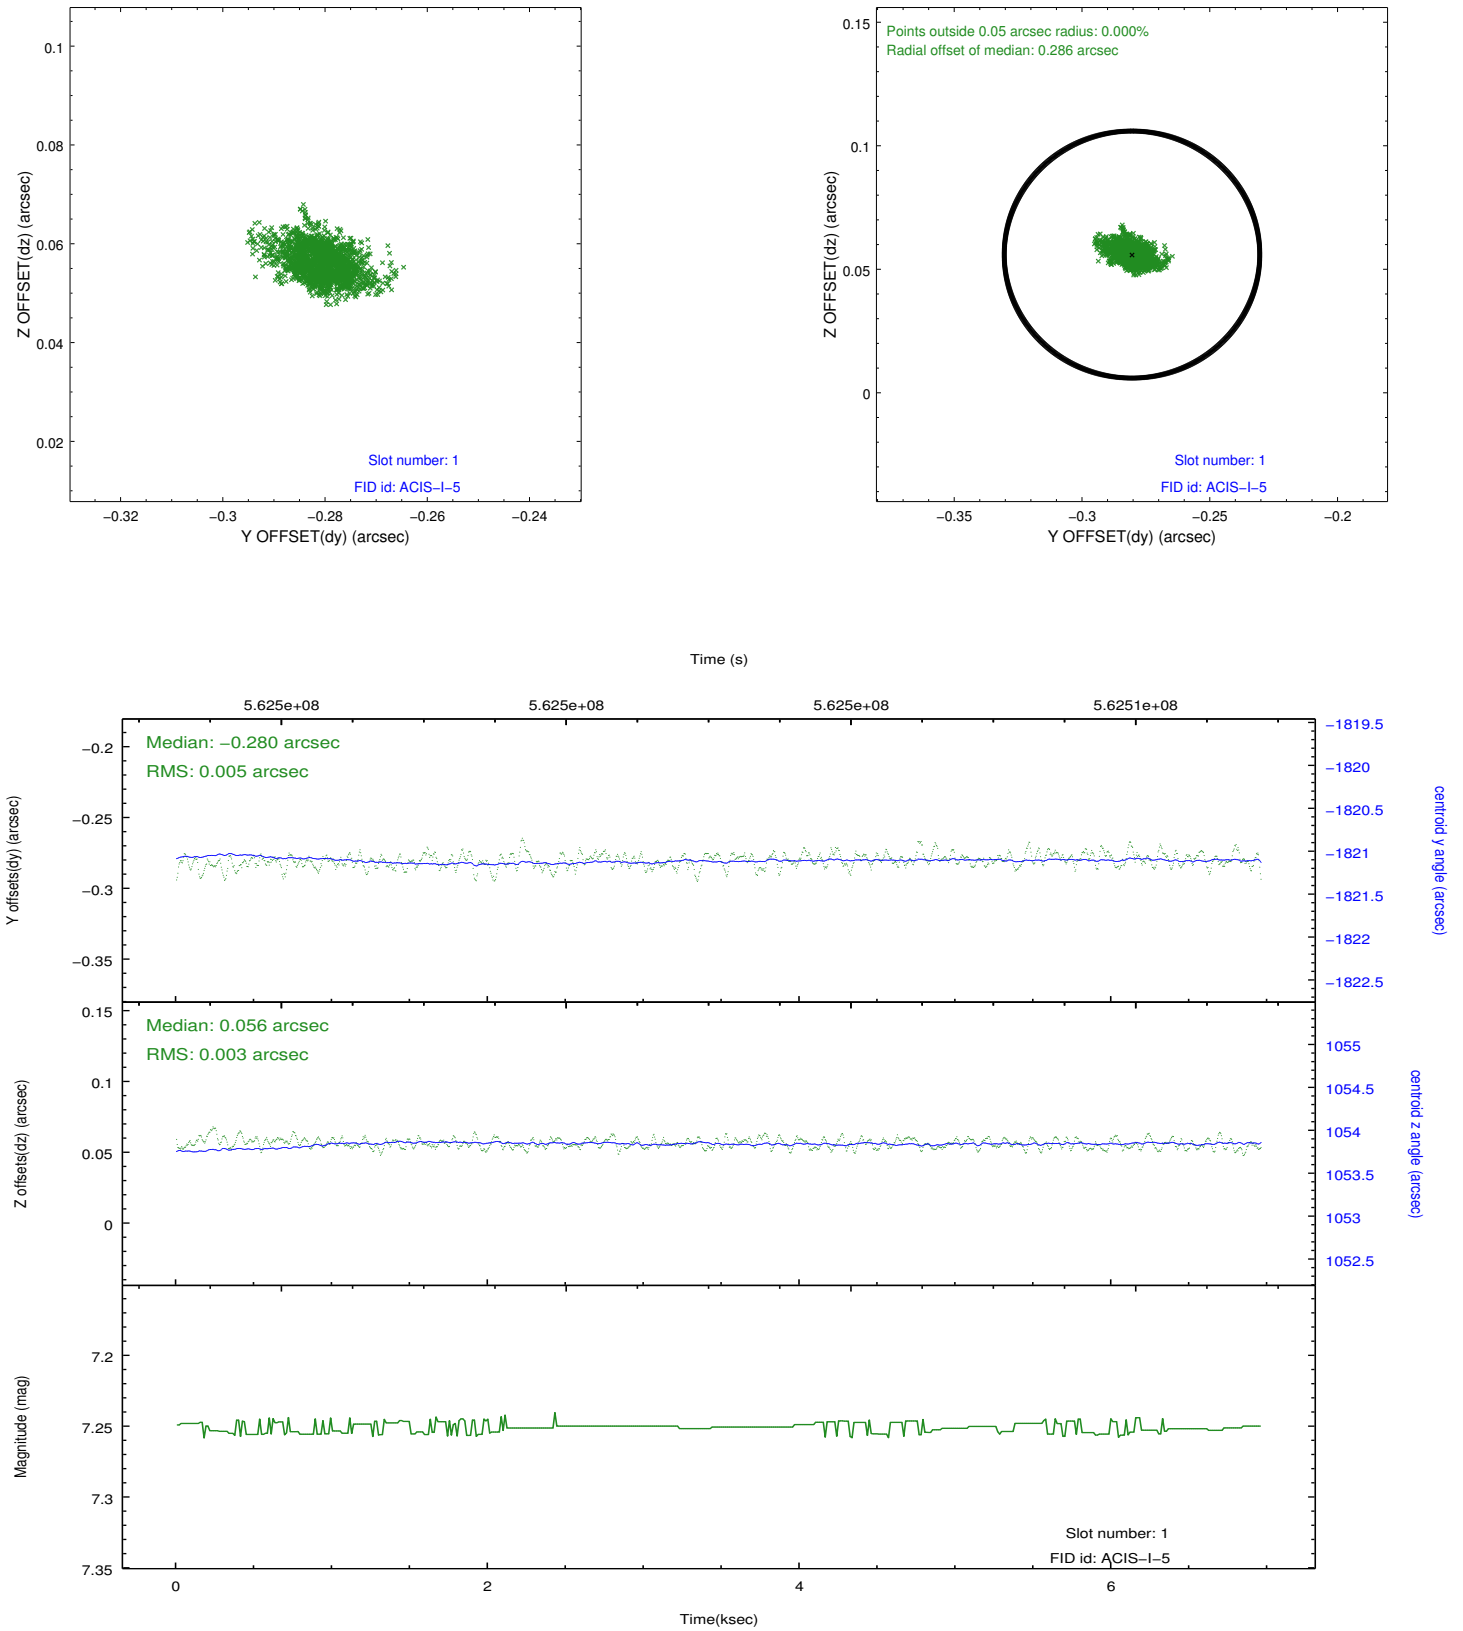 0.1
0.08
0.06
0.04
0.02
Z OFFSET(dz) (arcsec)
Slot number: 1
FID id: ACIS−I−5
−0.32 −0.3 −0.28 −0.26 −0.24
Y OFFSET(dy) (arcsec)
Points outside 0.05 arcsec radius: 0.000%
Radial offset of median: 0.286 arcsec
0.15
0.1
0.05
0
Z OFFSET(dz) (arcsec)
Slot number: 1
FID id: ACIS−I−5
−0.35 −0.3 −0.25 −0.2
Y OFFSET(dy) (arcsec)
Time (s)
5.625e+08 5.625e+08 5.625e+08 5.6251e+08
Median: −0.280 arcsec
RMS: 0.005 arcsec
−0.2
−0.25
−0.3
−0.35
Y offsets(dy) (arcsec)
−1819.5
−1820
−1820.5
−1821
−1821.5
−1822
−1822.5
centroid y angle (arcsec)
Median: 0.056 arcsec
RMS: 0.003 arcsec
0.15
0.1
0.05
0
Z offsets(dz) (arcsec)
1055
1054.5
1054
1053.5
1053
1052.5
centroid z angle (arcsec)
7.2
7.25
7.3
7.35
Magnitude (mag)
Slot number: 1
FID id: ACIS−I−5
0 2 4 6
Time(ksec)